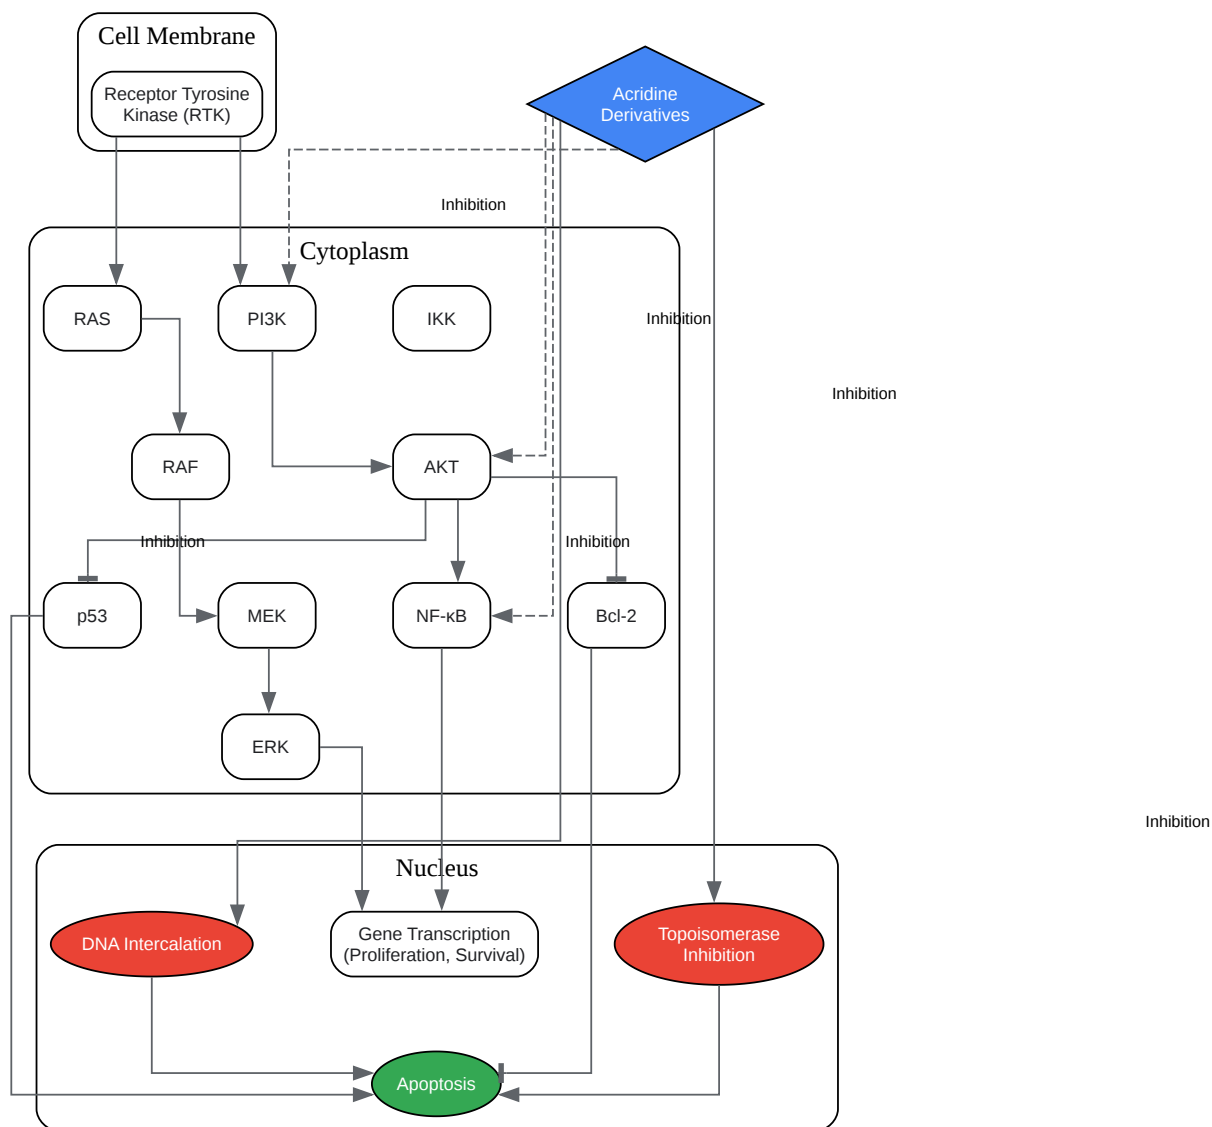 Cell Membrane
Receptor Tyrosine
Kinase (RTK)
Acridine
Derivatives
Inhibition
Cytoplasm
RAS
PI3K
IKK
Inhibition
Inhibition
RAF
AKT
Inhibition
Inhibition
p53
MEK
NF-κB
Bcl-2
ERK
Inhibition
Nucleus
DNA Intercalation
Gene Transcription
(Proliferation, Survival)
Topoisomerase
Inhibition
Apoptosis